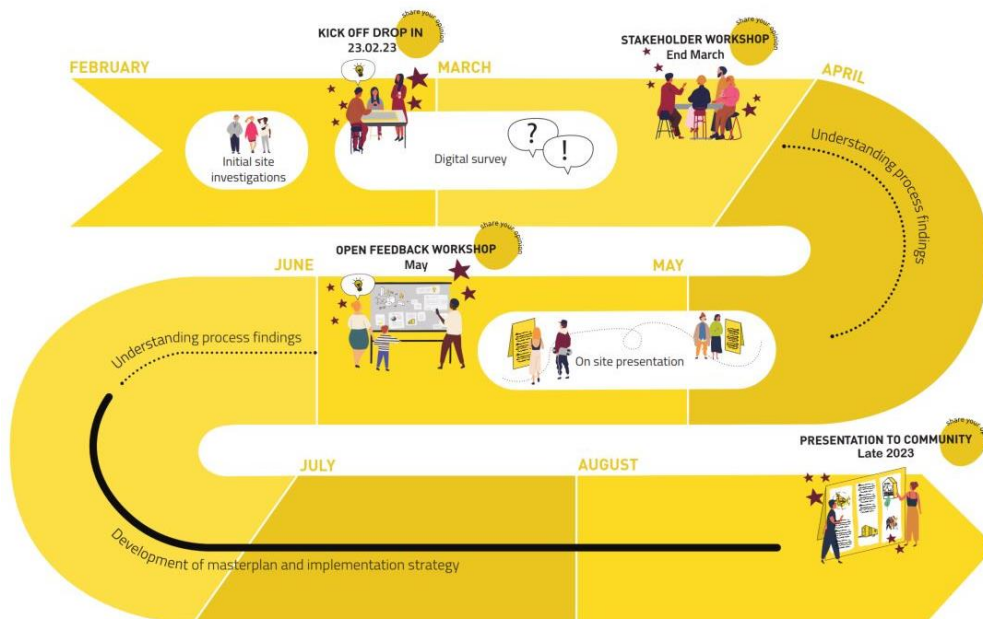 KICK OFF DROP IN
23.02.23
share your opinion
STAKEHOLDER WORKSHOP
End March
share your opinion
FEBRUARY
MARCH
APRIL
Initial site
investigations
Digital survey
?
!
Understanding process findings
OPEN FEEDBACK WORKSHOP
May
share your opinion
JUNE
MAY
Understanding process findings
On site presentation
PRESENTATION TO COMMUNITY
Late 2023
share your
JULY
AUGUST
Development of masterplan and implementation strategy